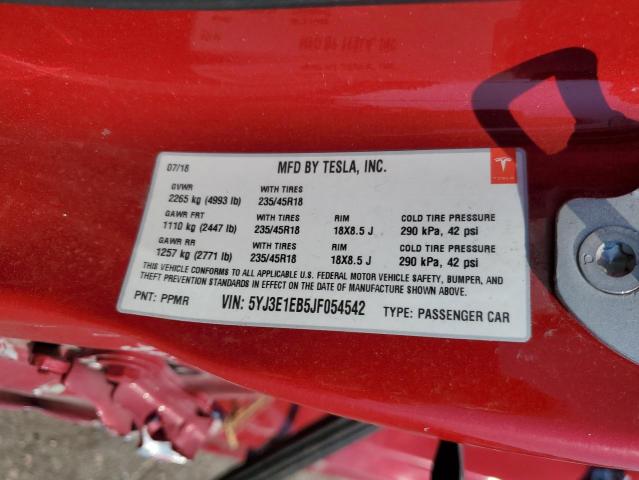 07/18 MFD BY TESLA, INC.
TESLA
GVWR WITH TIRES
2265 kg (4993 lb) 235/45R18
GAWR FRT WITH TIRES RIM COLD TIRE PRESSURE
1110 kg (2447 lb) 235/45R18 18X8.5 J 290 kPa, 42 psi
GAWR RR WITH TIRES RIM COLD TIRE PRESSURE
1257 kg (2771 lb) 235/45R18 18X8.5 J 290 kPa, 42 psi
THIS VEHICLE CONFORMS TO ALL APPLICABLE U.S. FEDERAL MOTOR VEHICLE SAFETY, BUMPER, AND
THEFT PREVENTION STANDARDS IN EFFECT ON THE DATE OF MANUFACTURE SHOWN ABOVE.
PNT: PPMR VIN: 5YJ3E1EB5JF054542 TYPE: PASSENGER CAR